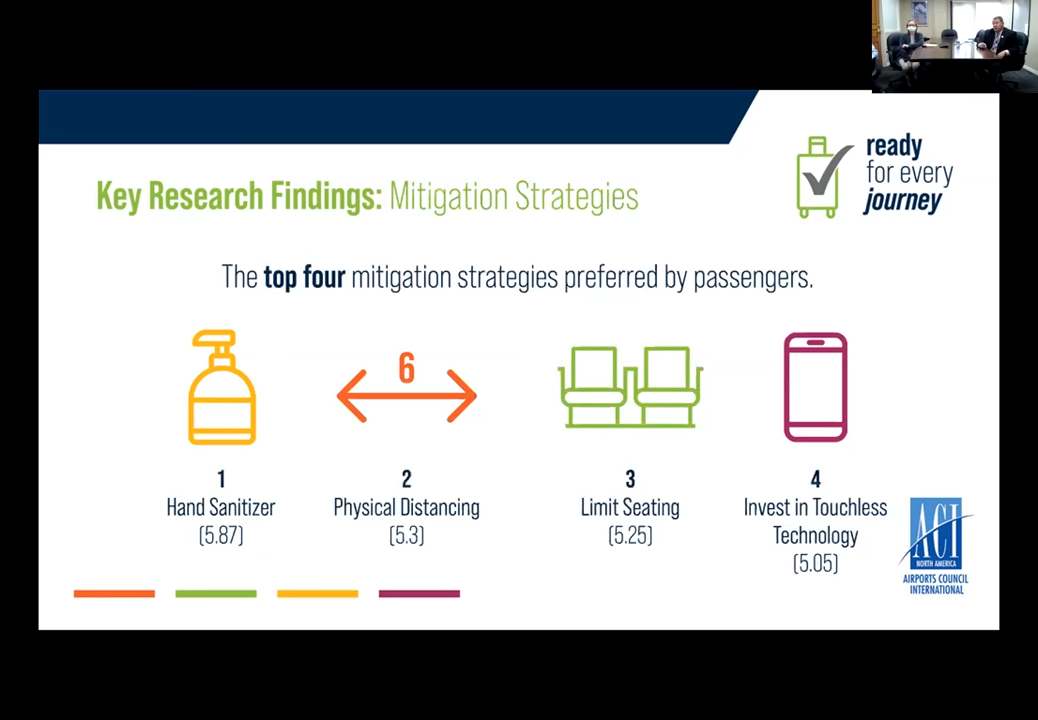 ready
for every
journey
Key Research Findings: Mitigation Strategies
The top four mitigation strategies preferred by passengers.
6
1
Hand Sanitizer
(5.87)
2
Physical Distancing
(5.3)
3
Limit Seating
(5.25)
4
Invest in Touchless
Technology
(5.05)
ACI
NORTH AMERICA
AIRPORTS COUNCIL
INTERNATIONAL